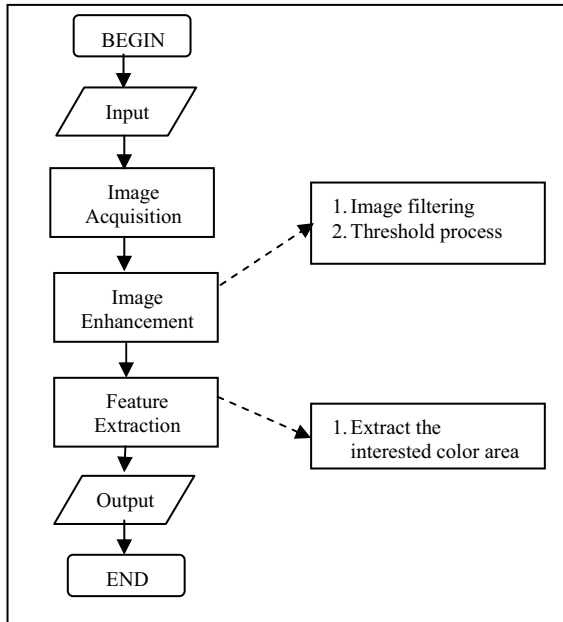 BEGIN
Input
Image
Acquisition
1. Image filtering
2. Threshold process
Image
Enhancement
Feature
Extraction
1. Extract the
interested color area
Output
END